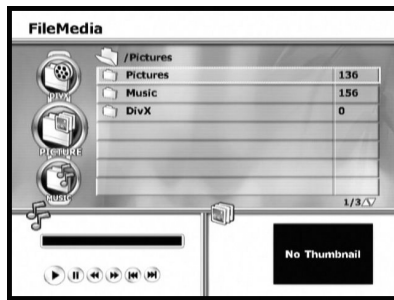 FileMedia
/Pictures
Pictures 136
Music 156
DivX 0
DIVX
PICTURE
MUSIC
1/3
No Thumbnail